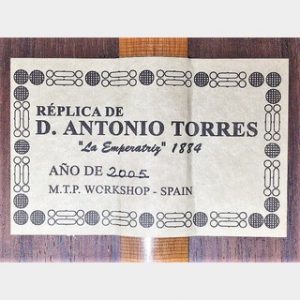 RÉPLICA DE
D. ANTONIO TORRES
"La Emperatriz" 1884
AÑO DE 2005
M.T.P. WORKSHOP - SPAIN